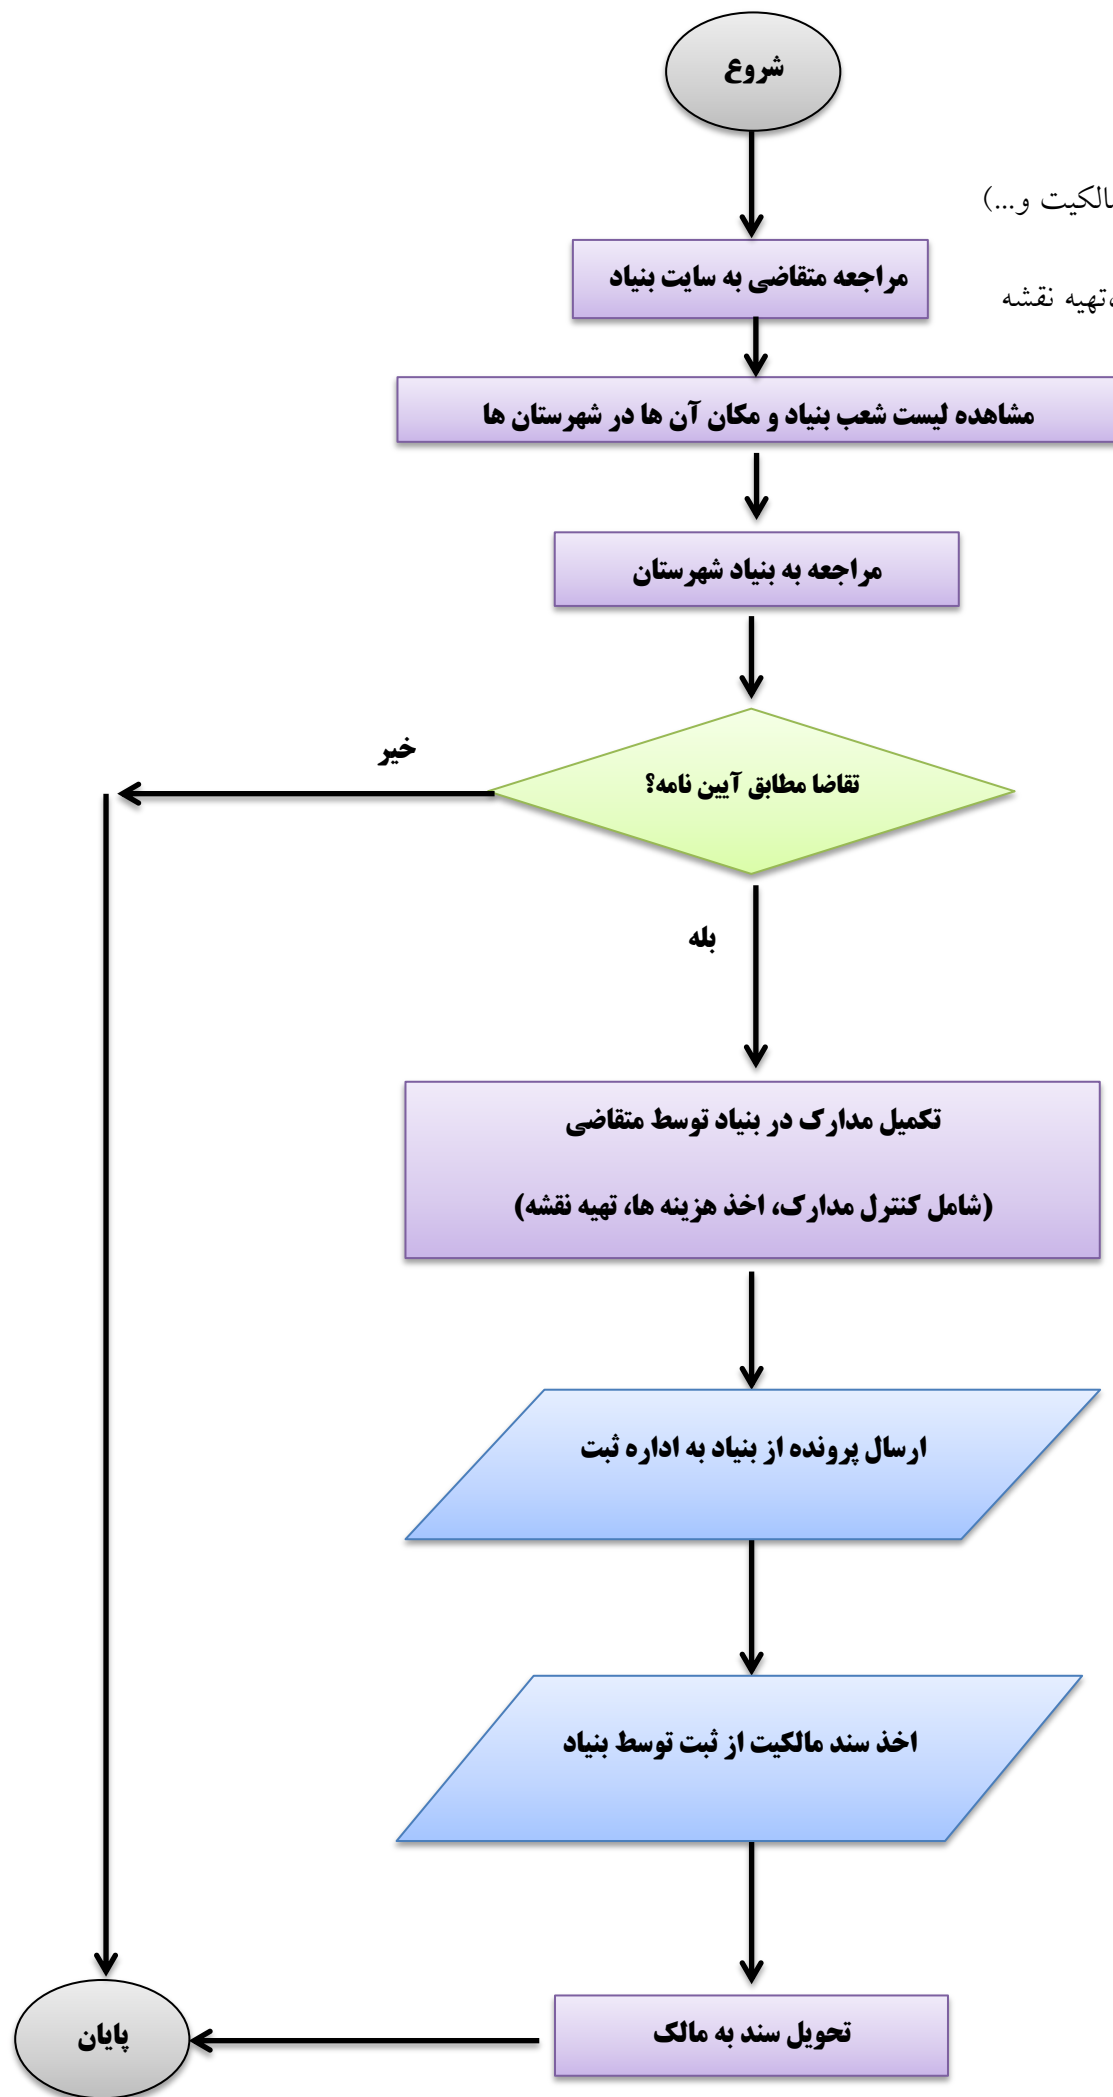 شروع
مالکیت و...)
مراجعه متقاضی به سایت بنیاد
،تهیه نقشه
مشاهده لیست شعب بنیاد و مکان آن ها در شهرستان ها
مراجعه به بنیاد شهرستان
خیر
تقاضا مطابق آیین نامه؟
بله
تکمیل مدارک در بنیاد توسط متقاضی
(شامل کنترل مدارک، اخذ هزینه ها، تهیه نقشه)
ارسال پرونده از بنیاد به اداره ثبت
اخذ سند مالکیت از ثبت توسط بنیاد
تحویل سند به مالک
پایان